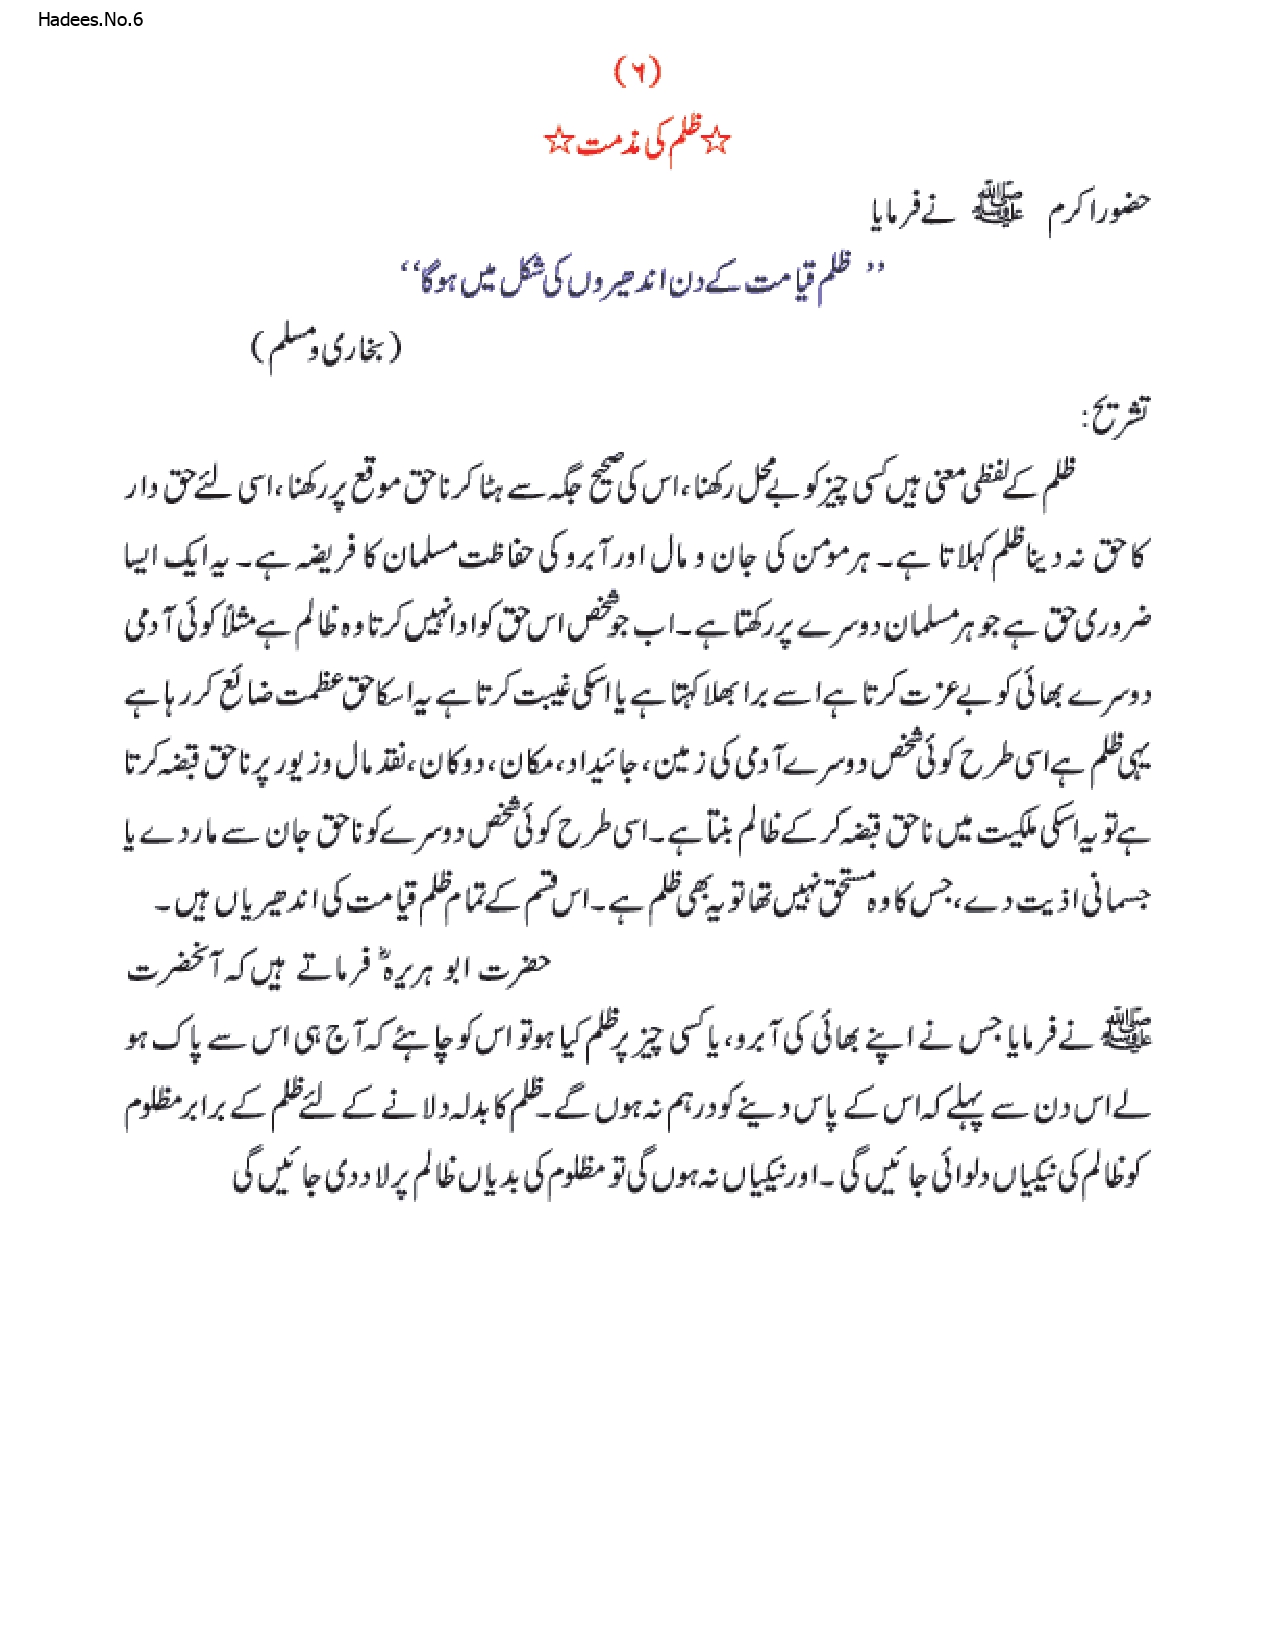 Hadees.No.6
(۶)
☆ظلم کی مذمت☆
حضور اکرم ﷺ نے فرمایا
’’ ظلم قیامت کے دن اندھیروں کی شکل میں ہوگا‘‘
(بخاری و مسلم)
تشریح:
ظلم کے لفظی معنی ہیں کسی چیز کو بے محل رکھنا، اس کی صحیح جگہ سے ہٹا کر ناحق موقع پر رکھنا، اسی لئے حق دار
کا حق نہ دینا ظلم کہلاتا ہے۔ ہر مومن کی جان و مال اور آبرو کی حفاظت مسلمان کا فریضہ ہے۔ یہ ایک ایسا
ضروری حق ہے جو ہر مسلمان دوسرے پر رکھتا ہے۔ اب جو شخص اس حق کو ادا نہیں کرتا وہ ظالم ہے مثلاً کوئی آدمی
دوسرے بھائی کو بے عزت کرتا ہے اسے برا بھلا کہتا ہے یا اسکی غیبت کرتا ہے یہ اسکا حق عظمت ضائع کر رہا ہے
یہی ظلم ہے اسی طرح کوئی شخص دوسرے آدمی کی زمین، جائیداد، مکان، دوکان، نقد مال و زیور پر ناحق قبضہ کرتا
ہے تو یہ اسکی ملکیت میں ناحق قبضہ کر کے ظالم بنتا ہے۔ اسی طرح کوئی شخص دوسرے کو ناحق جان سے مار دے یا
جسمانی اذیت دے، جس کا وہ مستحق نہیں تھا تو یہ بھی ظلم ہے۔ اس قسم کے تمام ظلم قیامت کی اندھیریاں ہیں۔
حضرت ابو ہریرہؓ فرماتے ہیں کہ آنحضرت
ﷺ نے فرمایا جس نے اپنے بھائی کی آبرو، یا کسی چیز پر ظلم کیا ہو تو اس کو چاہئے کہ آج ہی اس سے پاک ہو
لے اس دن سے پہلے کہ اس کے پاس دینے کو درہم نہ ہوں گے۔ ظلم کا بدلہ دلانے کے لئے ظلم کے برابر مظلوم
کو ظالم کی نیکیاں دلوائی جائیں گی۔ اور نیکیاں نہ ہوں گی تو مظلوم کی بدیاں ظالم پر لاد دی جائیں گی